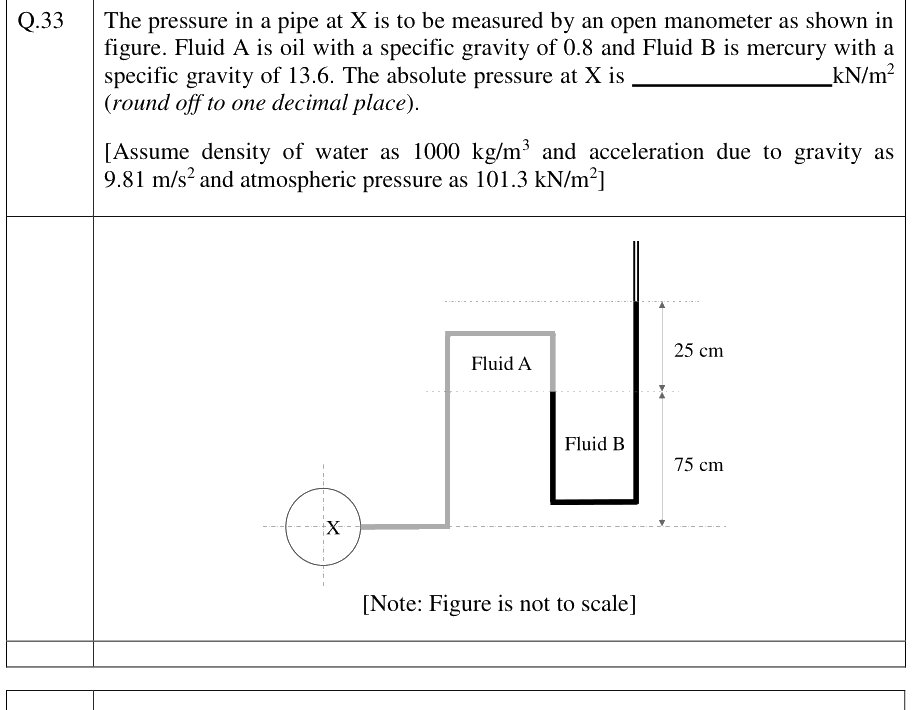 Q.33
The pressure in a pipe at X is to be measured by an open manometer as shown in
figure. Fluid A is oil with a specific gravity of 0.8 and Fluid B is mercury with a
specific gravity of 13.6. The absolute pressure at X is ________________kN/m²
(round off to one decimal place).
[Assume density of water as 1000 kg/m³ and acceleration due to gravity as
9.81 m/s² and atmospheric pressure as 101.3 kN/m²]
25 cm
Fluid A
Fluid B
75 cm
X
[Note: Figure is not to scale]